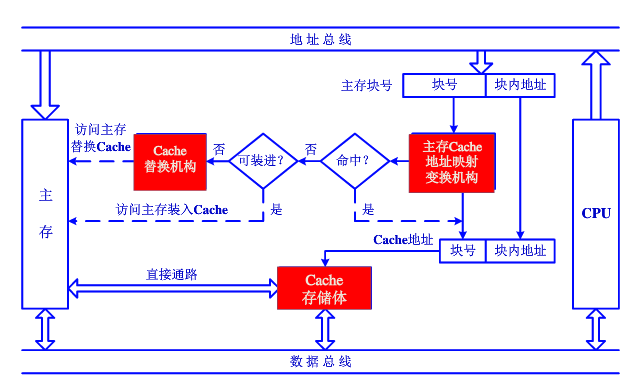 地址总线
主存块号
块号
块内地址
访问主存
替换Cache
Cache
替换机构
否
可装进?
否
命中?
主存Cache
地址映射
变换机构
主
存
访问主存装入Cache
是
是
CPU
Cache地址
块号
块内地址
直接通路
Cache
存储体
数据总线